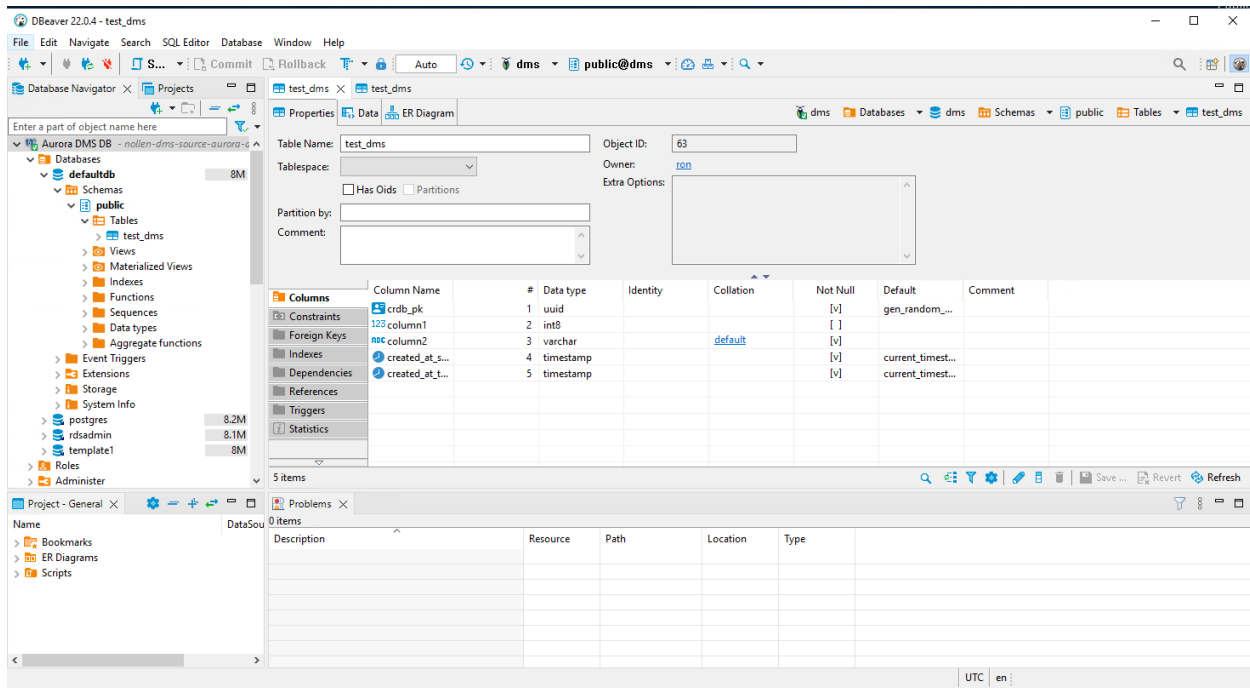 DBeaver 22.0.4 - test_dms
File Edit Navigate Search SQL Editor Database Window Help
S... Commit Rollback Auto dms public@dms
Database Navigator Projects
test_dms test_dms
Properties Data ER Diagram dms Databases dms Schemas public Tables test_dms
Enter a part of object name here
Aurora DMS DB - nollen-dms-source-aurora-
Databases
defaultdb 8M
Schemas
public
Tables
test_dms
Views
Materialized Views
Indexes
Functions
Sequences
Data types
Aggregate functions
Event Triggers
Extensions
Storage
System Info
postgres 8.2M
rdsadmin 8.1M
template1 8M
Roles
Administer
Table Name: test_dms Object ID: 63
Tablespace: Owner: ron
Has Oids Partitions Extra Options:
Partition by:
Comment:
Columns
Constraints
Foreign Keys
Indexes
Dependencies
References
Triggers
Statistics
Column Name # Data type Identity Collation Not Null Default Comment
crdb_pk 1 uuid [v] gen_random_...
123 column1 2 int8 [ ]
ABC column2 3 varchar default [v]
created_at_s... 4 timestamp [v] current_timest...
created_at_t... 5 timestamp [v] current_timest...
5 items Save ... Revert Refresh
Project - General
Name DataSou
Bookmarks
ER Diagrams
Scripts
Problems
0 items
Description Resource Path Location Type
UTC en